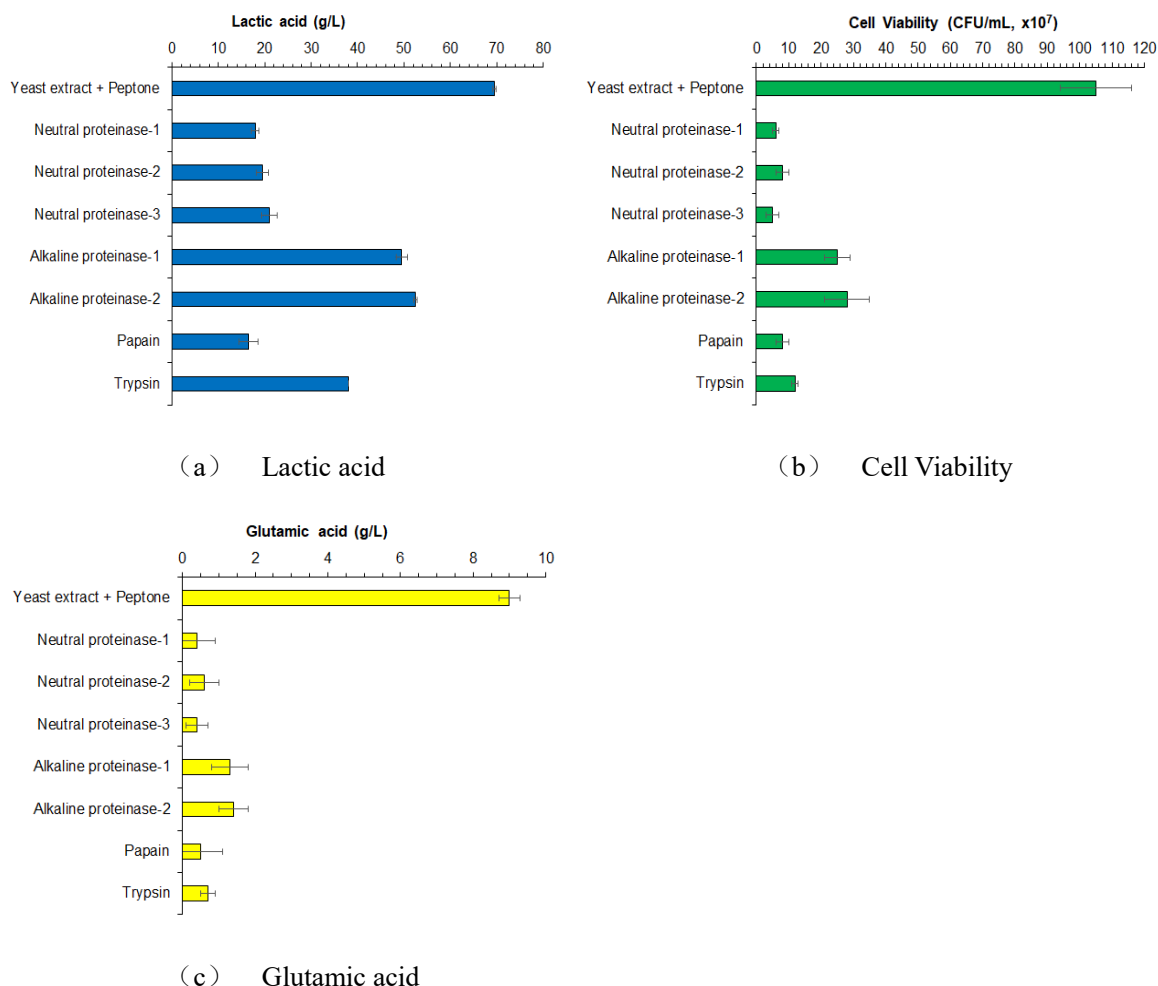 Lactic acid (g/L)
0 10 20 30 40 50 60 70 80
Yeast extract + Peptone
Neutral proteinase-1
Neutral proteinase-2
Neutral proteinase-3
Alkaline proteinase-1
Alkaline proteinase-2
Papain
Trypsin
（a） Lactic acid
Cell Viability (CFU/mL, x10⁷)
0 10 20 30 40 50 60 70 80 90 100 110 120
Yeast extract + Peptone
Neutral proteinase-1
Neutral proteinase-2
Neutral proteinase-3
Alkaline proteinase-1
Alkaline proteinase-2
Papain
Trypsin
（b） Cell Viability
Glutamic acid (g/L)
0 2 4 6 8 10
Yeast extract + Peptone
Neutral proteinase-1
Neutral proteinase-2
Neutral proteinase-3
Alkaline proteinase-1
Alkaline proteinase-2
Papain
Trypsin
（c） Glutamic acid